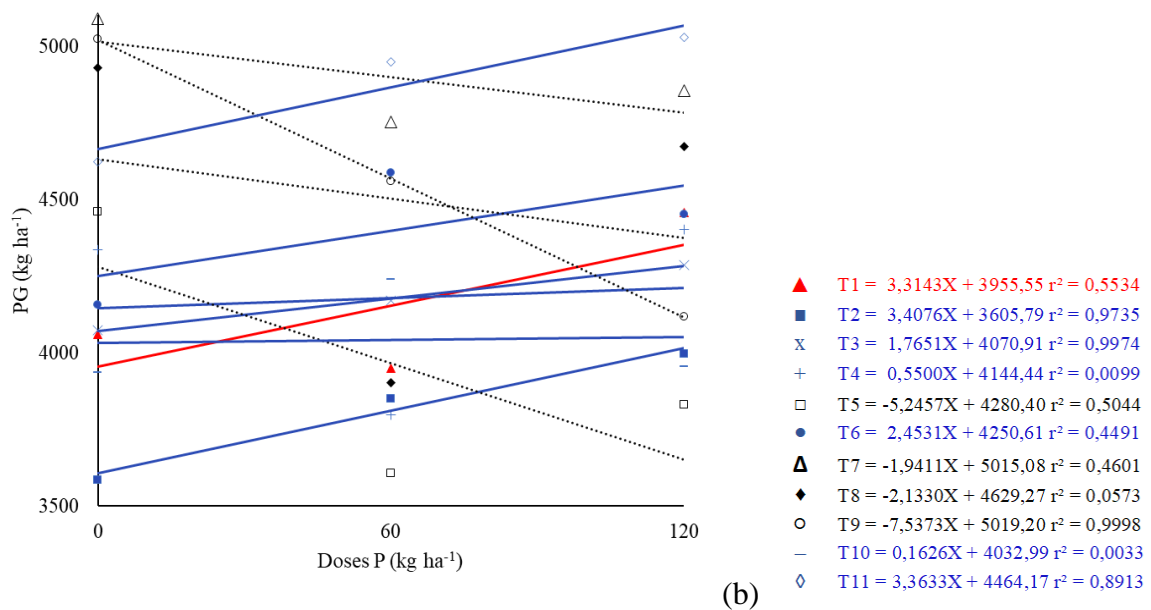 5000
4500
4000
3500
PG (kg ha⁻¹)
0 60 120
Doses P (kg ha⁻¹)
T1 = 3,3143X + 3955,55 r² = 0,5534
T2 = 3,4076X + 3605,79 r² = 0,9735
T3 = 1,7651X + 4070,91 r² = 0,9974
T4 = 0,5500X + 4144,44 r² = 0,0099
T5 = -5,2457X + 4280,40 r² = 0,5044
T6 = 2,4531X + 4250,61 r² = 0,4491
T7 = -1,9411X + 5015,08 r² = 0,4601
T8 = -2,1330X + 4629,27 r² = 0,0573
T9 = -7,5373X + 5019,20 r² = 0,9998
T10 = 0,1626X + 4032,99 r² = 0,0033
T11 = 3,3633X + 4464,17 r² = 0,8913
(b)